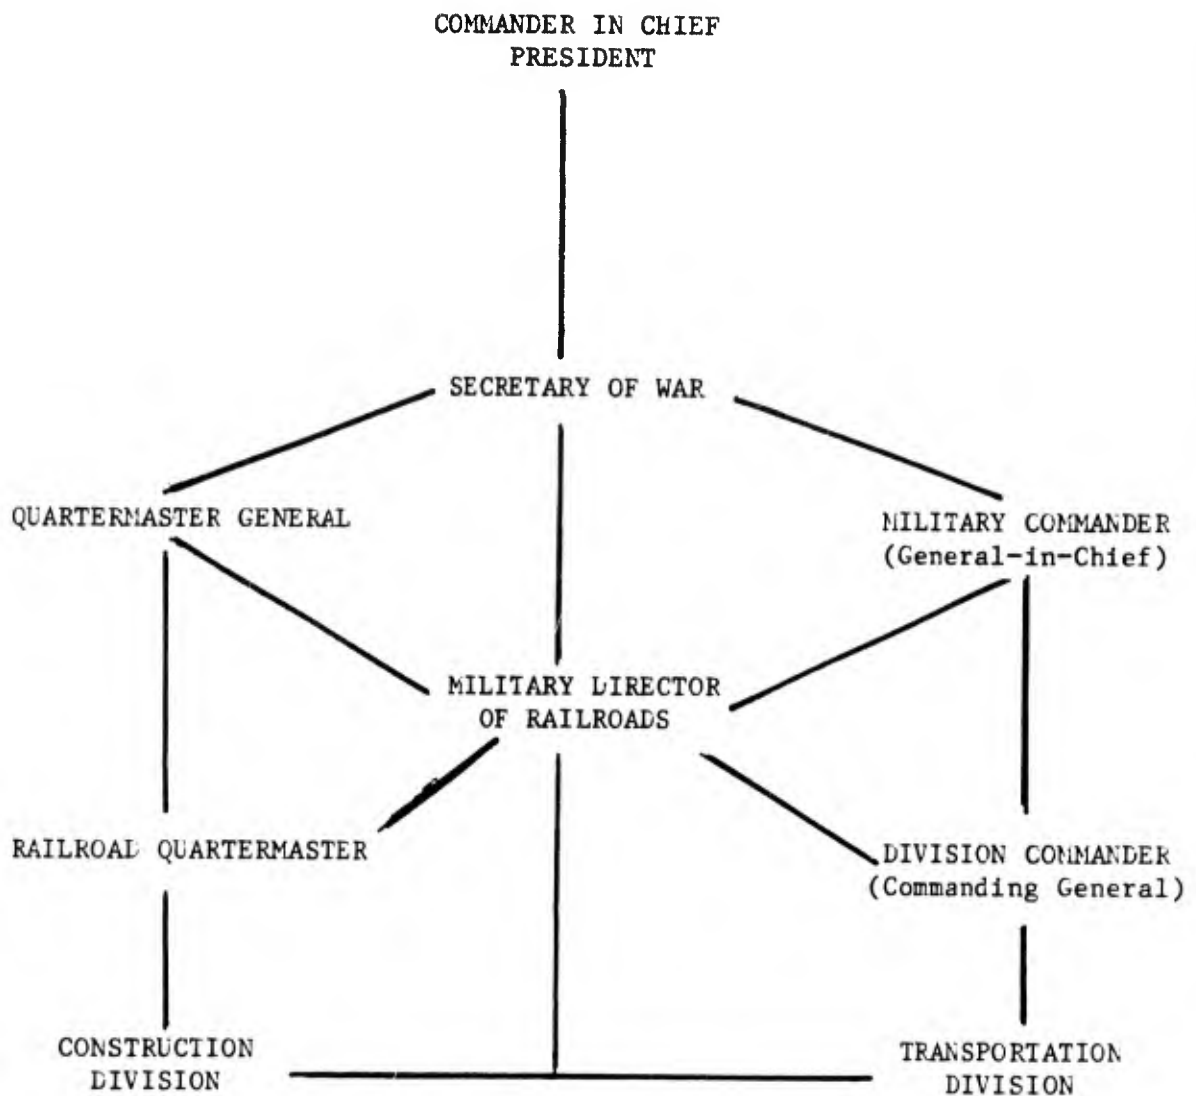 COMMANDER IN CHIEF
PRESIDENT
SECRETARY OF WAR
QUARTERMASTER GENERAL
MILITARY COMMANDER
(General-in-Chief)
MILITARY DIRECTOR
OF RAILROADS
RAILROAD QUARTERMASTER
DIVISION COMMANDER
(Commanding General)
CONSTRUCTION
DIVISION
TRANSPORTATION
DIVISION